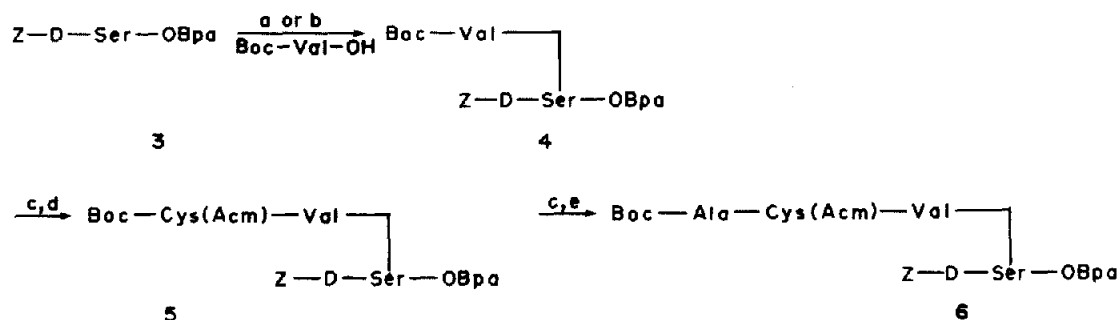 Z—D—Ser—OBpa
a or b
Boc-Val-OH
Boc—Val
Z—D—Ser—OBpa
3
4
c,d
Boc—Cys(Acm)—Val
Z—D—Ser—OBpa
5
c,e
Boc—Ala—Cys(Acm)—Val
Z—D—Ser—OBpa
6